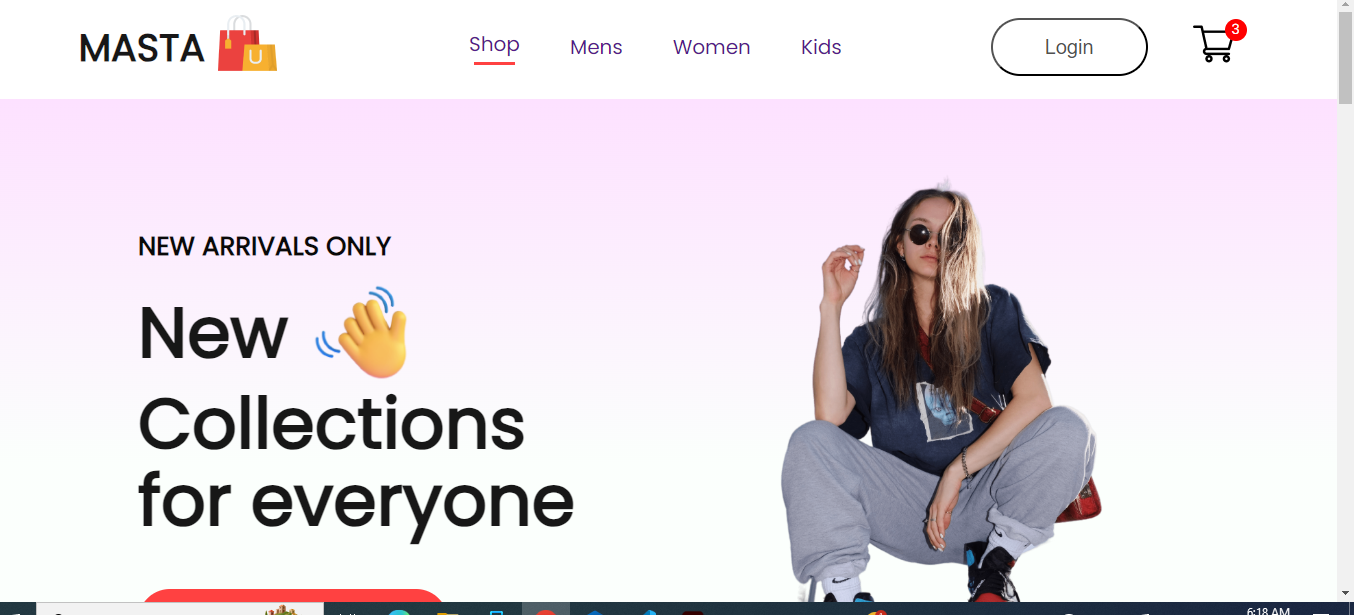 MASTA
U
Shop
Mens
Women
Kids
Login
3
NEW ARRIVALS ONLY
New
Collections
for everyone
6:18 AM